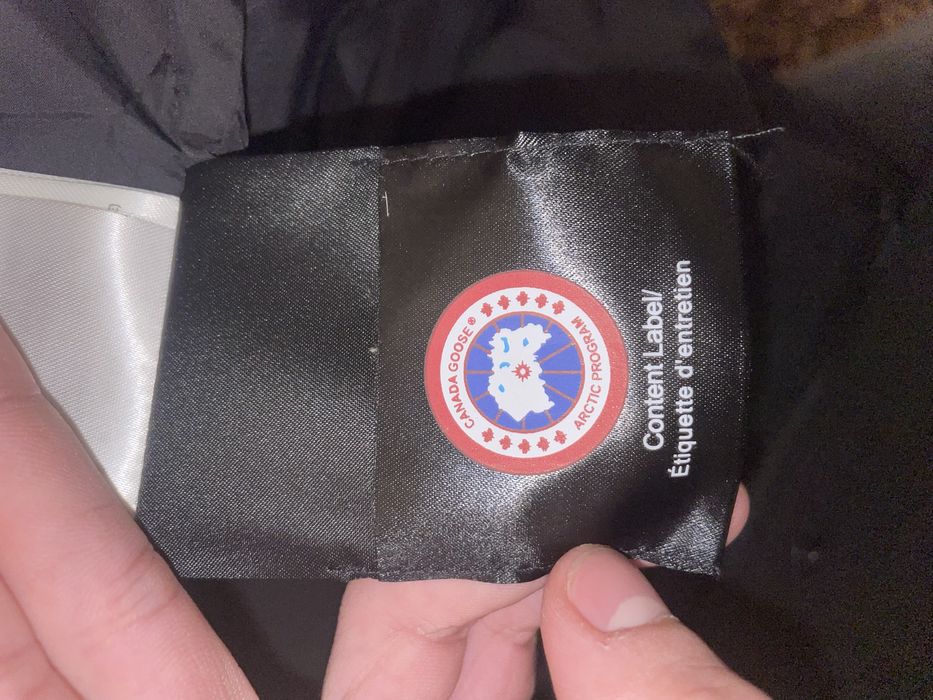 CANADA GOOSE®
ARCTIC PROGRAM
Content Label/
Étiquette d'entretien